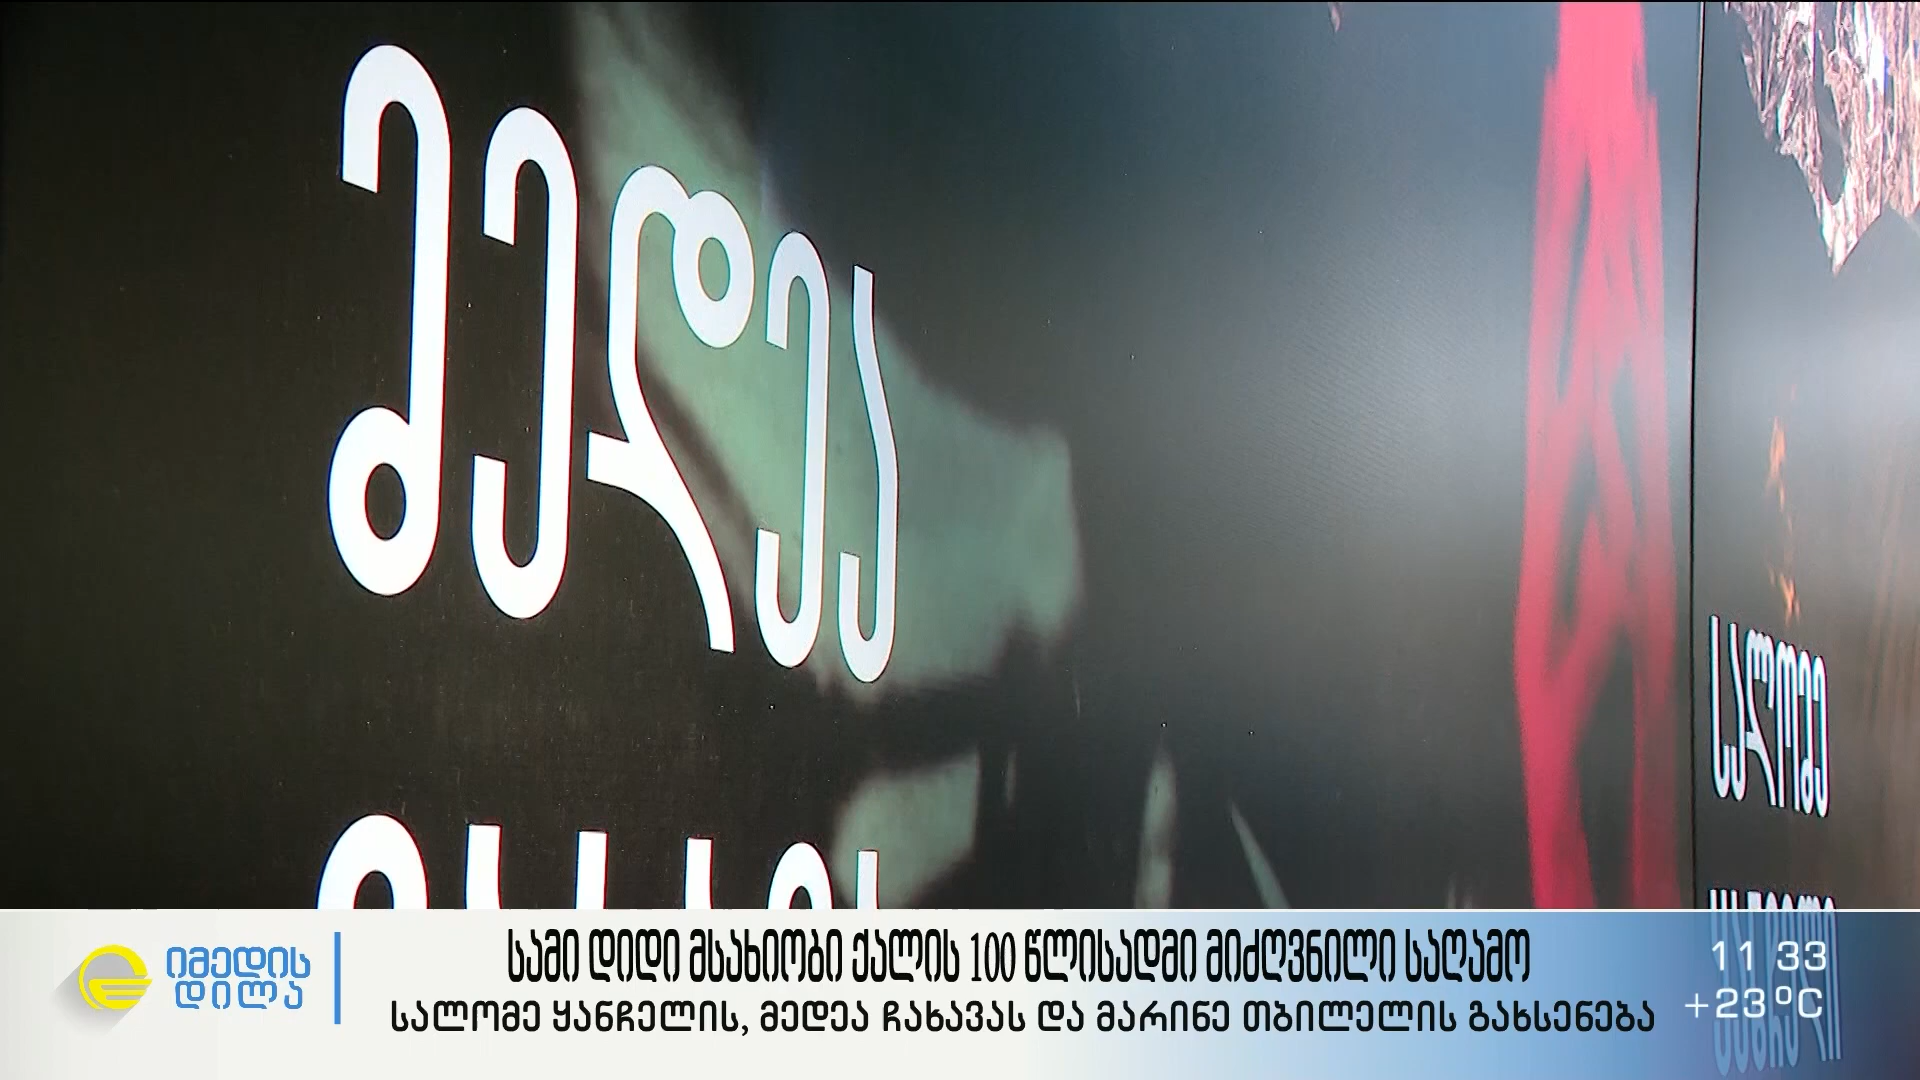 მედეა
სალომე
იმედის
დილა
სამი დიდი მსახიობი ქალის 100 წლისადმი მიძღვნილი საღამო
სალომე ყანჩელის, მედეა ჩახავას და მარინე თბილელის გახსენება
11 33
+23°C